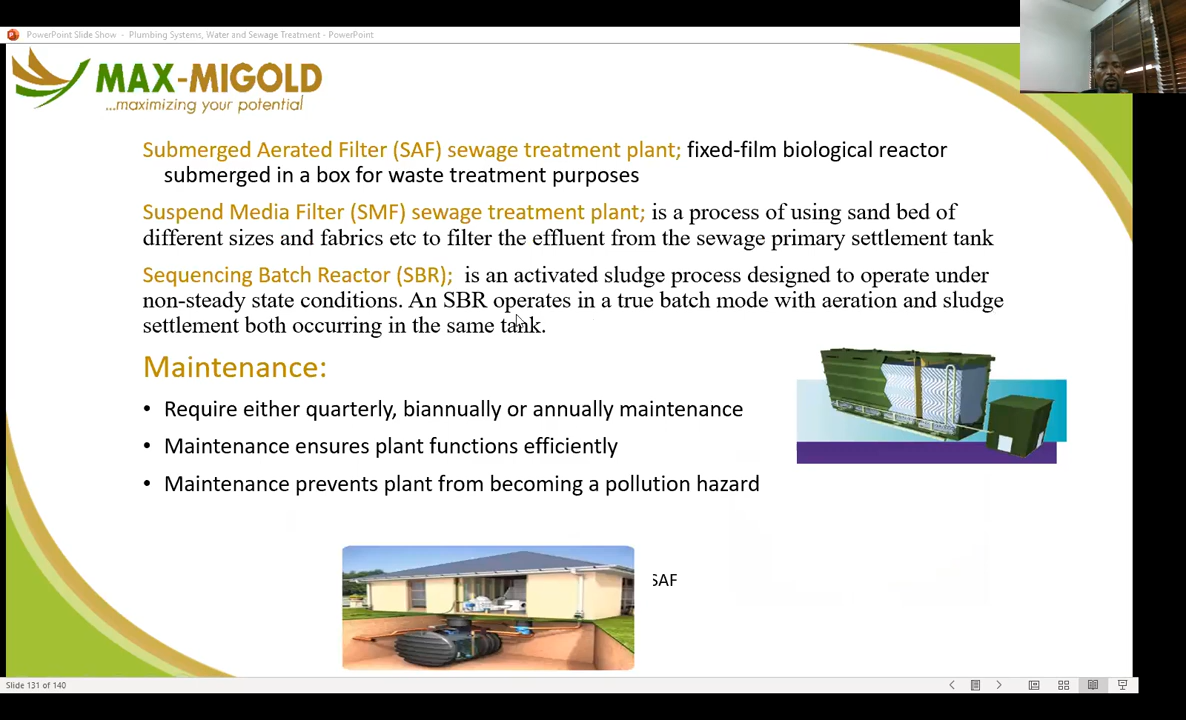 PowerPoint Slide Show - Plumbing Systems, Water and Sewage Treatment - PowerPoint
MAX-MIGOLD
...maximizing your potential
Submerged Aerated Filter (SAF) sewage treatment plant; fixed-film biological reactor
submerged in a box for waste treatment purposes
Suspend Media Filter (SMF) sewage treatment plant; is a process of using sand bed of
different sizes and fabrics etc to filter the effluent from the sewage primary settlement tank
Sequencing Batch Reactor (SBR); is an activated sludge process designed to operate under
non-steady state conditions. An SBR operates in a true batch mode with aeration and sludge
settlement both occurring in the same tank.
Maintenance:
• Require either quarterly, biannually or annually maintenance
• Maintenance ensures plant functions efficiently
• Maintenance prevents plant from becoming a pollution hazard
SAF
Slide 131 of 140